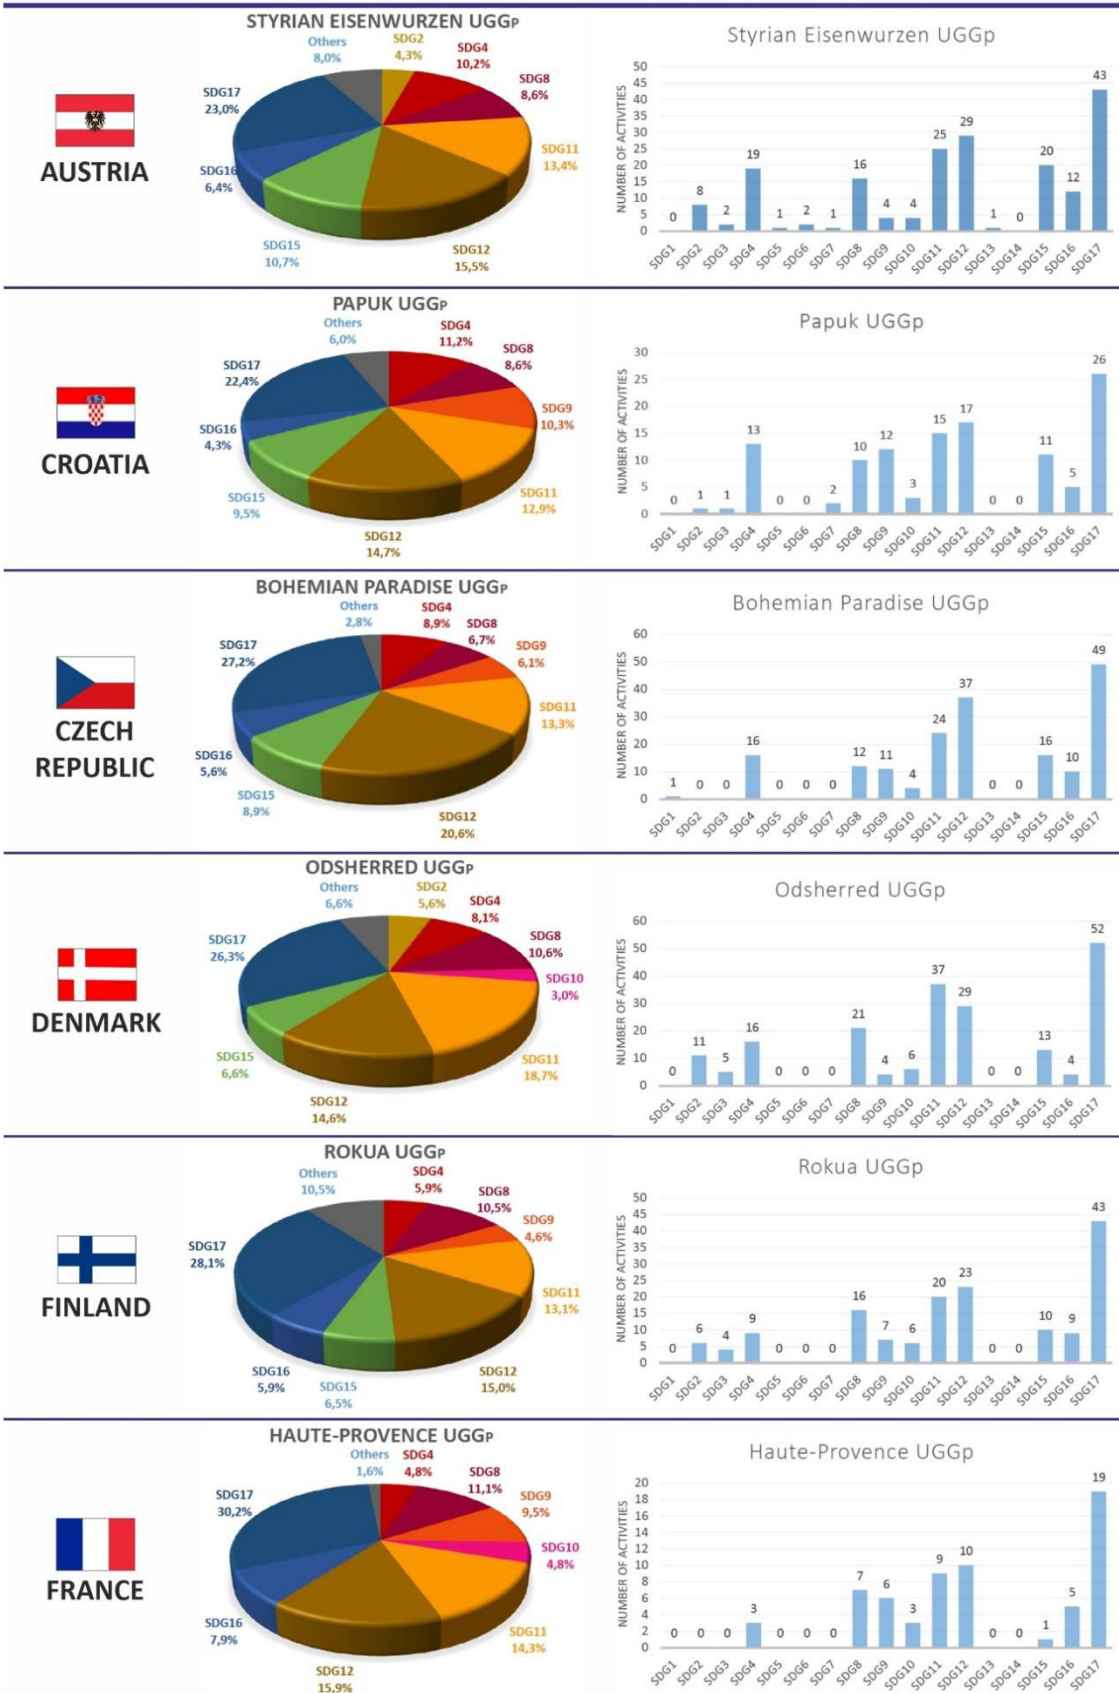 STYRIAN EISENWURZEN UGGP
Others
8,0%
SDG2
4,3%
SDG4
10,2%
SDG8
8,6%
SDG17
23,0%
SDG11
13,4%
SDG16
6,4%
SDG15
10,7%
SDG12
15,5%
AUSTRIA
Styrian Eisenwurzen UGGp
NUMBER OF ACTIVITIES
50
45
40
35
30
25
20
15
10
5
0
0 8 2 19 1 2 1 16 4 4 25 29 1 0 20 12 43
SDG1 SDG2 SDG3 SDG4 SDG5 SDG6 SDG7 SDG8 SDG9 SDG10 SDG11 SDG12 SDG13 SDG14 SDG15 SDG16 SDG17
PAPUK UGGP
Others
6,0%
SDG4
11,2%
SDG8
8,6%
SDG17
22,4%
SDG9
10,3%
SDG16
4,3%
SDG15
9,5%
SDG11
12,9%
SDG12
14,7%
CROATIA
Papuk UGGp
NUMBER OF ACTIVITIES
30
25
20
15
10
5
0
0 1 1 13 0 0 2 10 12 3 15 17 0 0 11 5 26
SDG1 SDG2 SDG3 SDG4 SDG5 SDG6 SDG7 SDG8 SDG9 SDG10 SDG11 SDG12 SDG13 SDG14 SDG15 SDG16 SDG17
BOHEMIAN PARADISE UGGP
Others
2,8%
SDG4
8,9%
SDG8
6,7%
SDG17
27,2%
SDG9
6,1%
SDG11
13,3%
SDG16
5,6%
SDG15
8,9%
SDG12
20,6%
CZECH
REPUBLIC
Bohemian Paradise UGGp
NUMBER OF ACTIVITIES
60
50
40
30
20
10
0
1 0 0 16 0 0 0 12 11 4 24 37 0 0 16 10 49
SDG1 SDG2 SDG3 SDG4 SDG5 SDG6 SDG7 SDG8 SDG9 SDG10 SDG11 SDG12 SDG13 SDG14 SDG15 SDG16 SDG17
ODSHERRED UGGP
Others
6,6%
SDG2
5,6%
SDG4
8,1%
SDG8
10,6%
SDG17
26,3%
SDG10
3,0%
SDG15
6,6%
SDG11
18,7%
SDG12
14,6%
DENMARK
Odsherred UGGp
NUMBER OF ACTIVITIES
60
50
40
30
20
10
0
0 11 5 16 0 0 0 21 4 6 37 29 0 0 13 4 52
SDG1 SDG2 SDG3 SDG4 SDG5 SDG6 SDG7 SDG8 SDG9 SDG10 SDG11 SDG12 SDG13 SDG14 SDG15 SDG16 SDG17
ROKUA UGGP
Others
10,5%
SDG4
5,9%
SDG8
10,5%
SDG17
28,1%
SDG9
4,6%
SDG11
13,1%
SDG16
5,9%
SDG15
6,5%
SDG12
15,0%
FINLAND
Rokua UGGp
NUMBER OF ACTIVITIES
50
45
40
35
30
25
20
15
10
5
0
0 6 4 9 0 0 0 16 7 6 20 23 0 0 10 9 43
SDG1 SDG2 SDG3 SDG4 SDG5 SDG6 SDG7 SDG8 SDG9 SDG10 SDG11 SDG12 SDG13 SDG14 SDG15 SDG16 SDG17
HAUTE-PROVENCE UGGP
Others
1,6%
SDG4
4,8%
SDG8
11,1%
SDG17
30,2%
SDG9
9,5%
SDG10
4,8%
SDG16
7,9%
SDG11
14,3%
SDG12
15,9%
FRANCE
Haute-Provence UGGp
NUMBER OF ACTIVITIES
20
18
16
14
12
10
8
6
4
2
0
0 0 0 3 0 0 0 7 6 3 9 10 0 0 1 5 19
SDG1 SDG2 SDG3 SDG4 SDG5 SDG6 SDG7 SDG8 SDG9 SDG10 SDG11 SDG12 SDG13 SDG14 SDG15 SDG16 SDG17